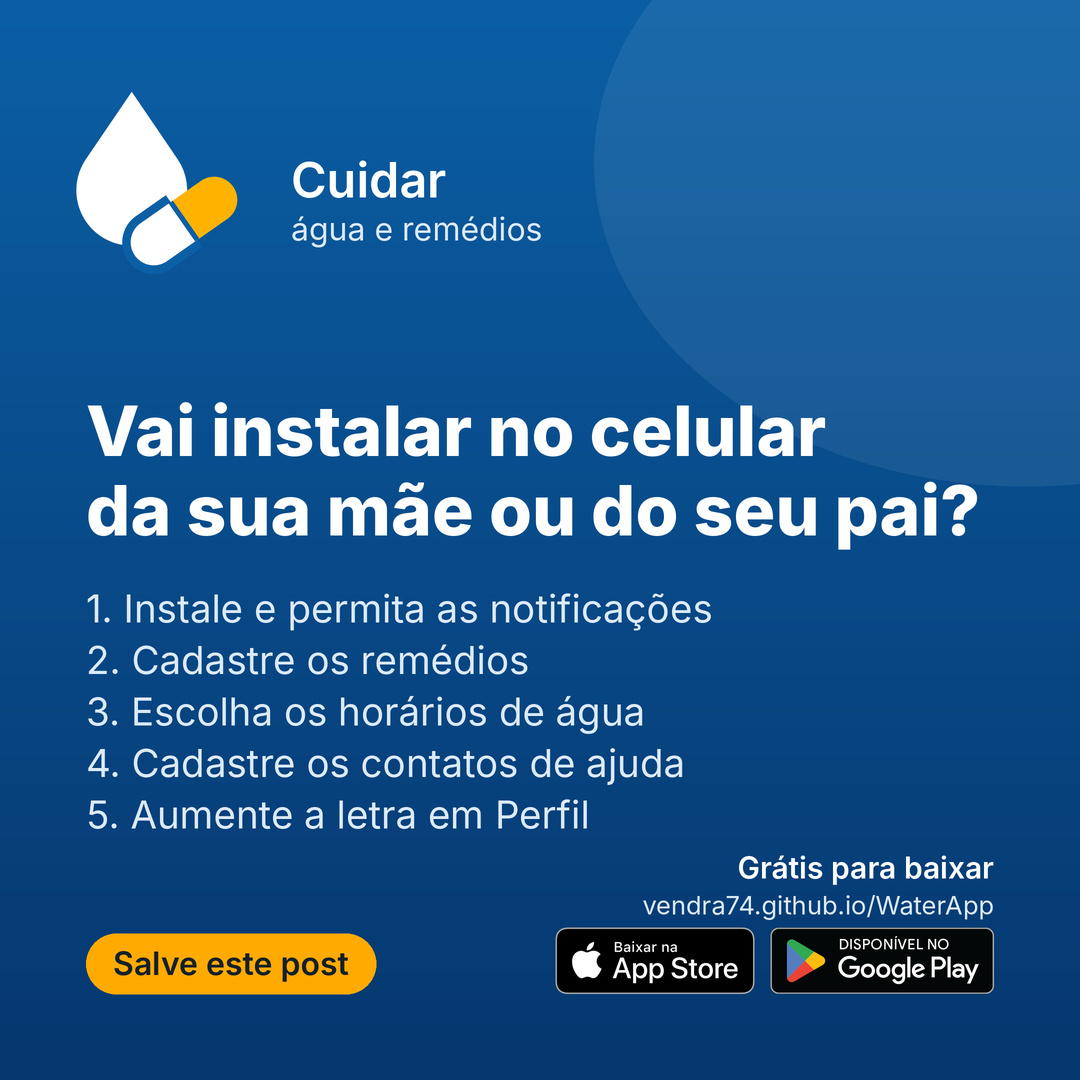 Cuidar
água e remédios
Vai instalar no celular
da sua mãe ou do seu pai?
1. Instale e permita as notificações
2. Cadastre os remédios
3. Escolha os horários de água
4. Cadastre os contatos de ajuda
5. Aumente a letra em Perfil
Grátis para baixar
vendra74.github.io/WaterApp
Salve este post
Baixar na
App Store
DISPONÍVEL NO
Google Play